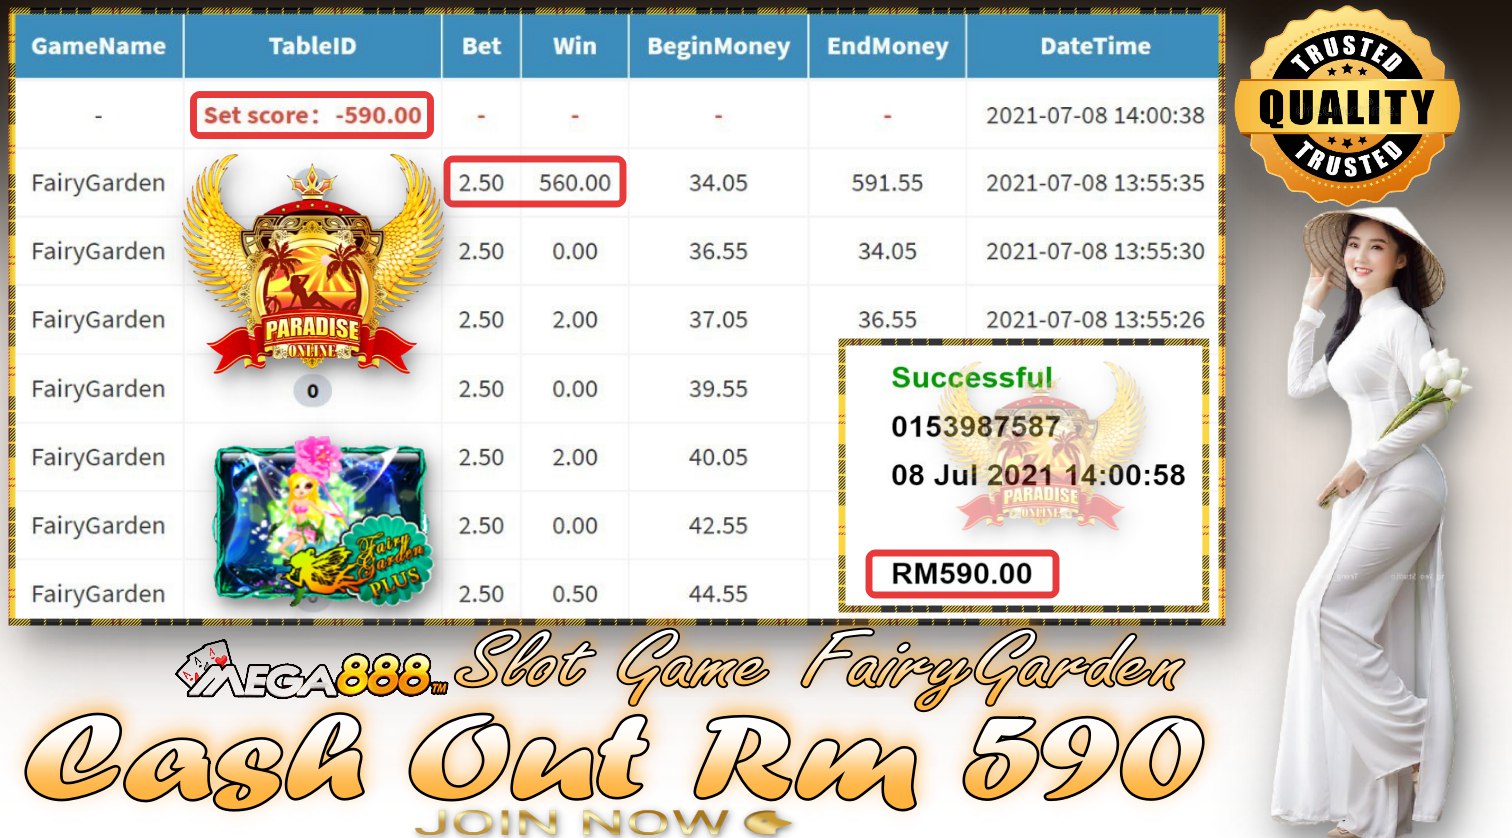 GameName TableID Bet Win BeginMoney EndMoney DateTime
- Set score: -590.00 - - - - 2021-07-08 14:00:38
FairyGarden 2.50 560.00 34.05 591.55 2021-07-08 13:55:35
FairyGarden 2.50 0.00 36.55 34.05 2021-07-08 13:55:30
FairyGarden 2.50 2.00 37.05 36.55 2021-07-08 13:55:26
FairyGarden 0 2.50 0.00 39.55
FairyGarden 2.50 2.00 40.05
FairyGarden 2.50 0.00 42.55
FairyGarden 2.50 0.50 44.55
PARADISE
ONLINE
Fairy
Garden
PLUS
Successful
0153987587
08 Jul 2021 14:00:58
PARADISE
ONLINE
RM590.00
TRUSTED
QUALITY
TRUSTED
MEGA888 TM Slot Game FairyGarden
Cash Out Rm 590
JOIN NOW